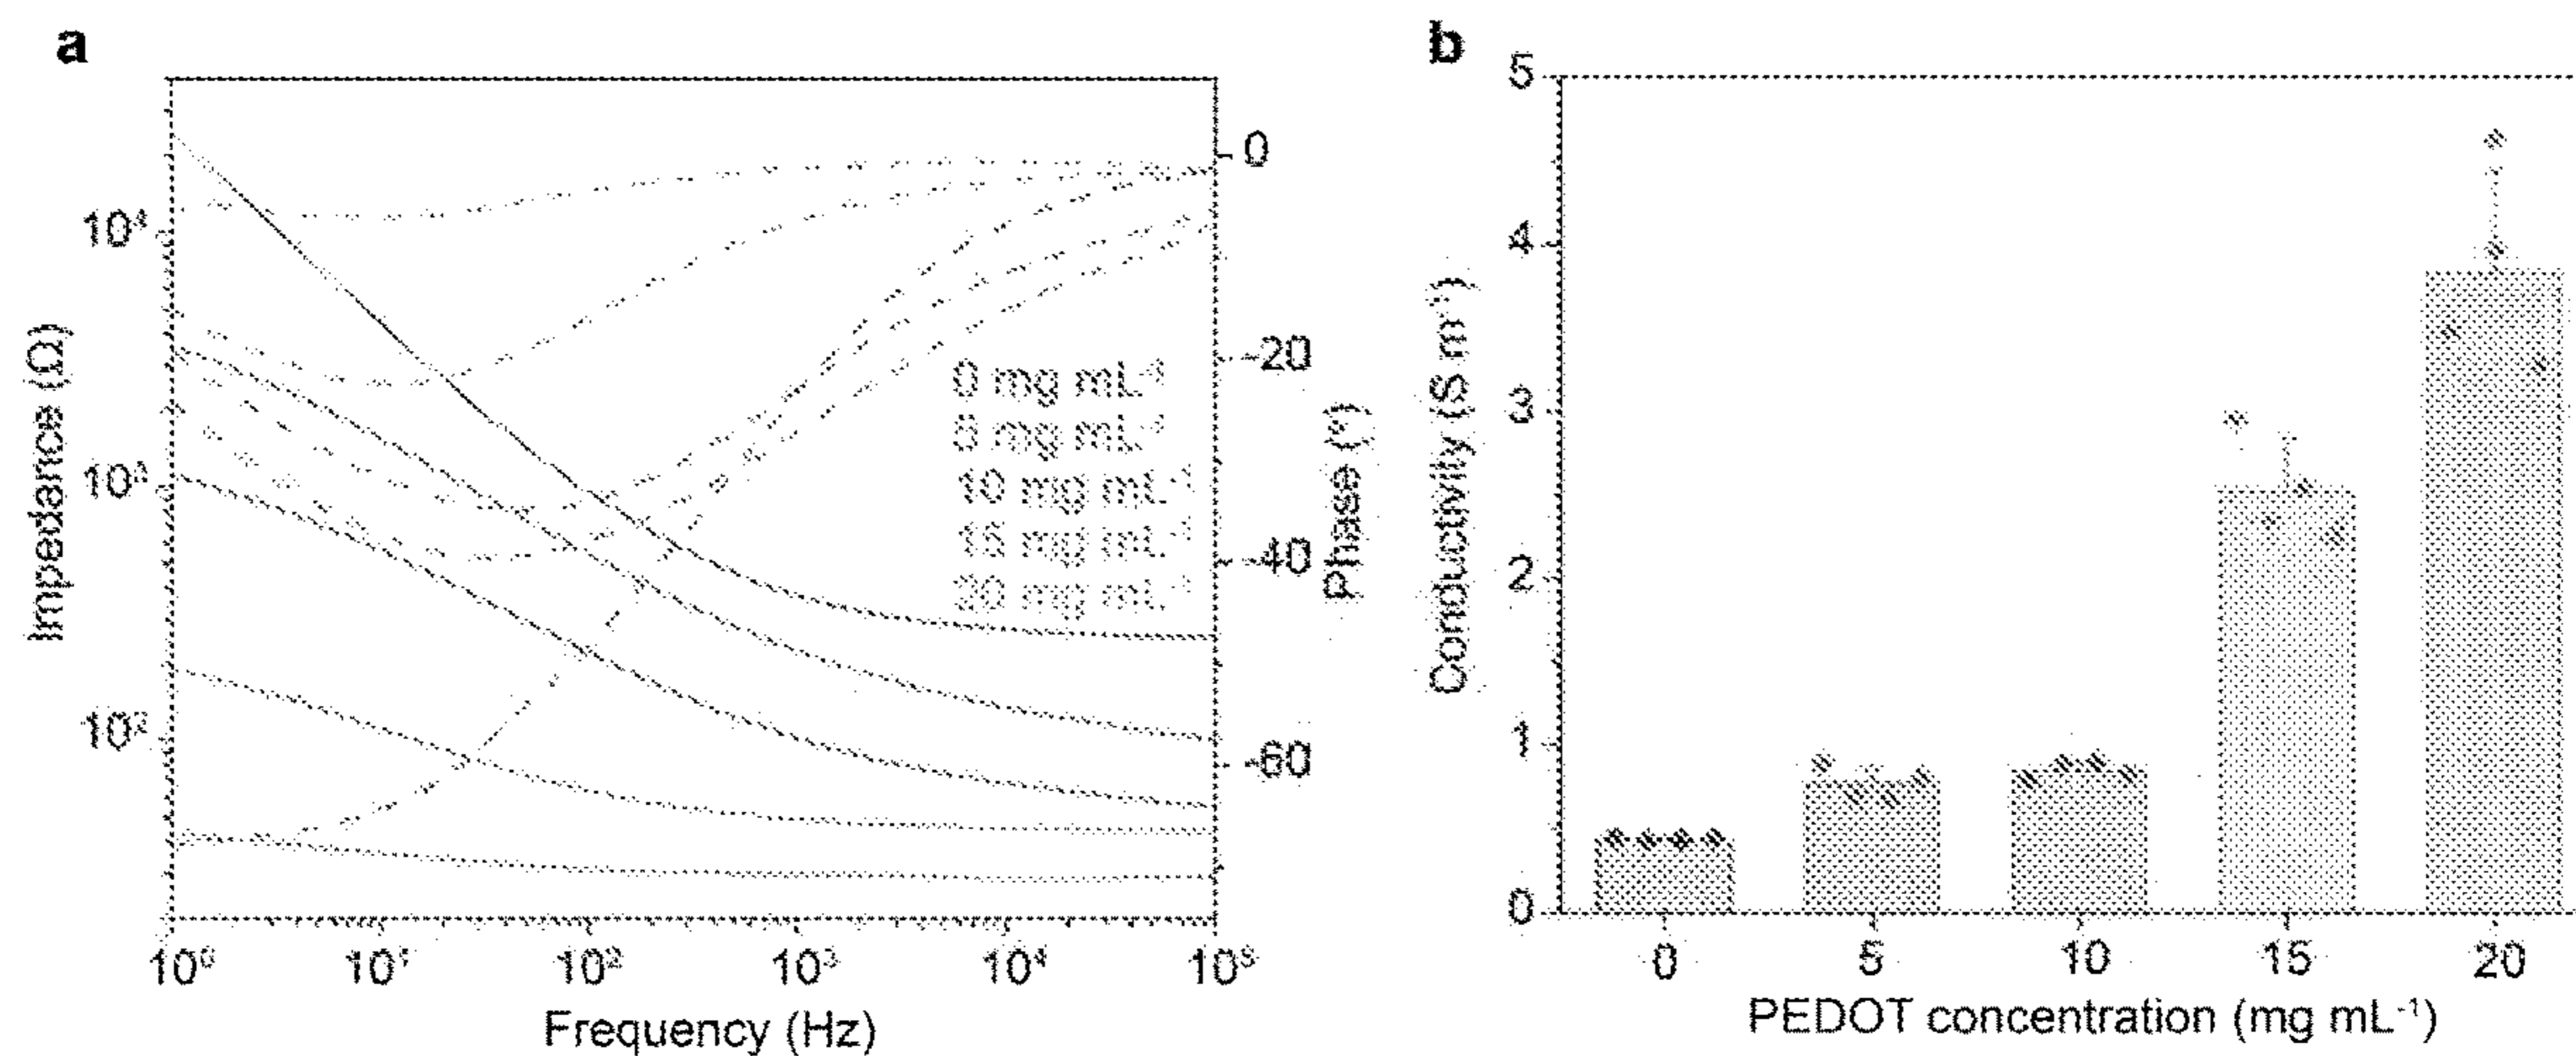 a
10⁴
10³
10²
Impedance (Ω)
0
-20
-40
-60
Phase (°)
0 mg mL⁻¹
5 mg mL⁻¹
10 mg mL⁻¹
15 mg mL⁻¹
20 mg mL⁻¹
10⁰ 10¹ 10² 10³ 10⁴ 10⁵
Frequency (Hz)
b
5
4
3
2
1
0
Conductivity (S m⁻¹)
0 5 10 15 20
PEDOT concentration (mg mL⁻¹)